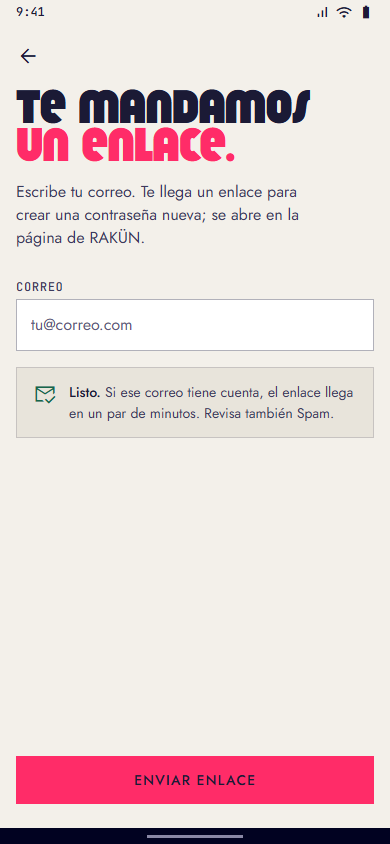 9:41
Te mandamos
un enlace.
Escribe tu correo. Te llega un enlace para
crear una contraseña nueva; se abre en la
página de RAKÜN.
CORREO
tu@correo.com
Listo. Si ese correo tiene cuenta, el enlace llega
en un par de minutos. Revisa también Spam.
ENVIAR ENLACE